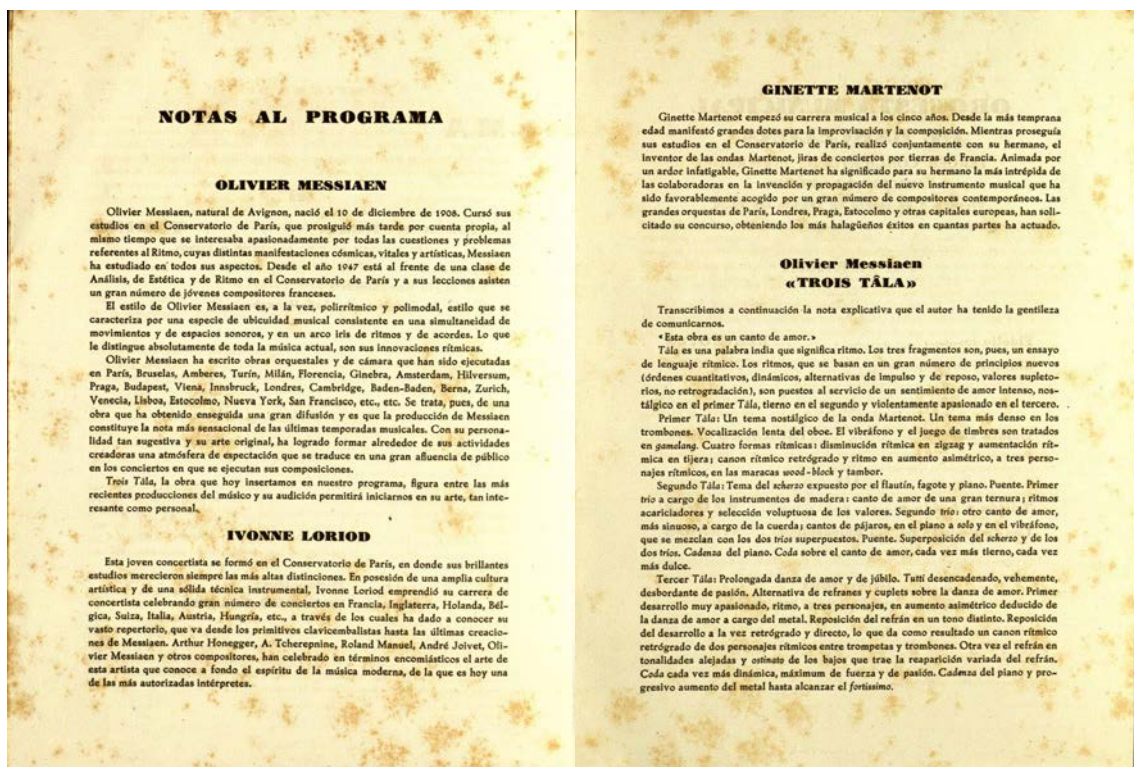 NOTAS AL PROGRAMA
OLIVIER MESSIAEN
Olivier Messiaen, natural de Avignon, nació el 10 de diciembre de 1908. Cursó sus
estudios en el Conservatorio de París, que prosiguió más tarde por cuenta propia, al
mismo tiempo que se interesaba apasionadamente por todas las cuestiones y problemas
referentes al Ritmo, cuyas distintas manifestaciones cósmicas, vitales y artísticas, Messiaen
ha estudiado en todos sus aspectos. Desde el año 1947 está al frente de una clase de
Análisis, de Estética y de Ritmo en el Conservatorio de París y a sus lecciones asisten
un gran número de jóvenes compositores franceses.
El estilo de Olivier Messiaen es, a la vez, polirrítmico y polimodal, estilo que se
caracteriza por una especie de ubicuidad musical consistente en una simultaneidad de
movimientos y de espacios sonoros, y en un arco iris de ritmos y de acordes. Lo que
le distingue absolutamente de toda la música actual, son sus innovaciones rítmicas.
Olivier Messiaen ha escrito obras orquestales y de cámara que han sido ejecutadas
en París, Bruselas, Amberes, Turín, Milán, Florencia, Ginebra, Amsterdam, Hilversum,
Praga, Budapest, Viena, Innsbruck, Londres, Cambridge, Baden-Baden, Berna, Zurich,
Venecia, Lisboa, Estocolmo, Nueva York, San Francisco, etc., etc. Se trata, pues, de una
obra que ha obtenido enseguida una gran difusión y es que la producción de Messiaen
constituye la nota más sensacional de las últimas temporadas musicales. Con su persona-
lidad tan sugestiva y su arte original, ha logrado formar alrededor de sus actividades
creadoras una atmósfera de espectación que se traduce en una gran afluencia de público
en los conciertos en que se ejecutan sus composiciones.
Trois Tâla, la obra que hoy insertamos en nuestro programa, figura entre las más
recientes producciones del músico y su audición permitirá iniciarnos en su arte, tan inte-
resante como personal.
IVONNE LORIOD
Esta joven concertista se formó en el Conservatorio de París, en donde sus brillantes
estudios merecieron siempre las más altas distinciones. En posesión de una amplia cultura
artística y de una sólida técnica instrumental, Ivonne Loriod emprendió su carrera de
concertista celebrando gran número de conciertos en Francia, Inglaterra, Holanda, Bél-
gica, Suiza, Italia, Austria, Hungría, etc., a través de los cuales ha dado a conocer su
vasto repertorio, que va desde los primitivos clavicembalistas hasta las últimas creacio-
nes de Messiaen. Arthur Honegger, A. Tcherepnine, Roland Manuel, André Jolvet, Oli-
vier Messiaen y otros compositores, han celebrado en términos encomiásticos el arte de
esta artista que conoce a fondo el espíritu de la música moderna, de la que es hoy una
de las más autorizadas intérpretes.
GINETTE MARTENOT
Ginette Martenot empezó su carrera musical a los cinco años. Desde la más temprana
edad manifestó grandes dotes para la improvisación y la composición. Mientras proseguía
sus estudios en el Conservatorio de París, realizó conjuntamente con su hermano, el
inventor de las ondas Martenot, jiras de conciertos por tierras de Francia. Animada por
un ardor infatigable, Ginette Martenot ha significado para su hermano la más intrépida de
las colaboradoras en la invención y propagación del nuevo instrumento musical que ha
sido favorablemente acogido por un gran número de compositores contemporáneos. Las
grandes orquestas de París, Londres, Praga, Estocolmo y otras capitales europeas, han soli-
citado su concurso, obteniendo los más halagüeños éxitos en cuantas partes ha actuado.
Olivier Messiaen
«TROIS TÂLA»
Transcribimos a continuación la nota explicativa que el autor ha tenido la gentileza
de comunicarnos.
«Esta obra es un canto de amor.»
Tâla es una palabra india que significa ritmo. Los tres fragmentos son, pues, un ensayo
de lenguaje rítmico. Los ritmos, que se basan en un gran número de principios nuevos
(órdenes cuantitativos, dinámicos, alternativas de impulso y de reposo, valores supleto-
rios, no retrogradación), son puestos al servicio de un sentimiento de amor intenso, nos-
tálgico en el primer Tâla, tierno en el segundo y violentamente apasionado en el tercero.
Primer Tâla: Un tema nostálgico de la onda Martenot. Un tema más denso en los
trombones. Vocalización lenta del oboe. El vibráfono y el juego de timbres son tratados
en gamelang. Cuatro formas rítmicas: disminución rítmica en zigzag y aumentación rít-
mica en tijera; canon rítmico retrógrado y ritmo en aumento asimétrico, a tres perso-
najes rítmicos, en las maracas wood-block y tambor.
Segundo Tâla: Tema del scherzo expuesto por el flautín, fagote y piano. Puente. Primer
trio a cargo de los instrumentos de madera: canto de amor de una gran ternura; ritmos
acariciadores y selección voluptuosa de los valores. Segundo trio: otro canto de amor,
más sinuoso, a cargo de la cuerda; cantos de pájaros, en el piano a solo y en el vibráfono,
que se mezclan con los dos trios superpuestos. Puente. Superposición del scherzo y de los
dos trios. Cadenza del piano. Coda sobre el canto de amor, cada vez más tierno, cada vez
más dulce.
Tercer Tâla: Prolongada danza de amor y de júbilo. Tutti desencadenado, vehemente,
desbordante de pasión. Alternativa de refranes y cuplets sobre la danza de amor. Primer
desarrollo muy apasionado, ritmo, a tres personajes, en aumento asimétrico deducido de
la danza de amor a cargo del metal. Reposición del refrán en un tono distinto. Reposición
del desarrollo a la vez retrógrado y directo, lo que da como resultado un canon rítmico
retrógrado de dos personajes rítmicos entre trompetas y trombones. Otra vez el refrán en
tonalidades alejadas y ostinato de los bajos que trae la reaparición variada del refrán.
Coda cada vez más dinámica, máximum de fuerza y de pasión. Cadenza del piano y pro-
gresivo aumento del metal hasta alcanzar el fortissimo.